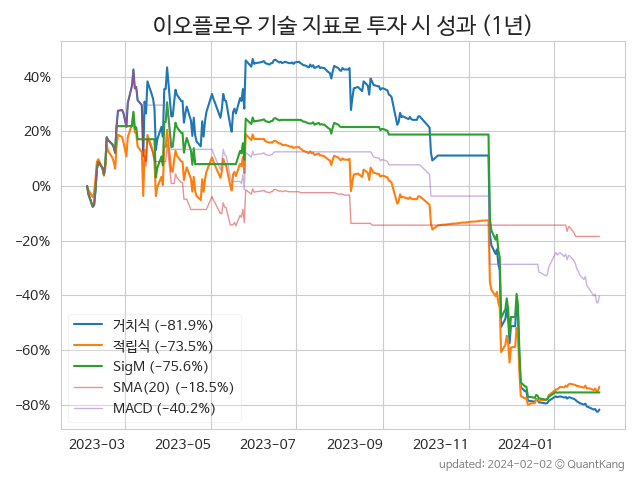 이오플로우 기술 지표로 투자 시 성과 (1년)
40%
20%
0%
−20%
−40%
−60%
−80%
거치식 (−81.9%)
적립식 (−73.5%)
SigM (−75.6%)
SMA(20) (−18.5%)
MACD (−40.2%)
2023−03 2023−05 2023−07 2023−09 2023−11 2024−01
updated: 2024−02−02 © QuantKang